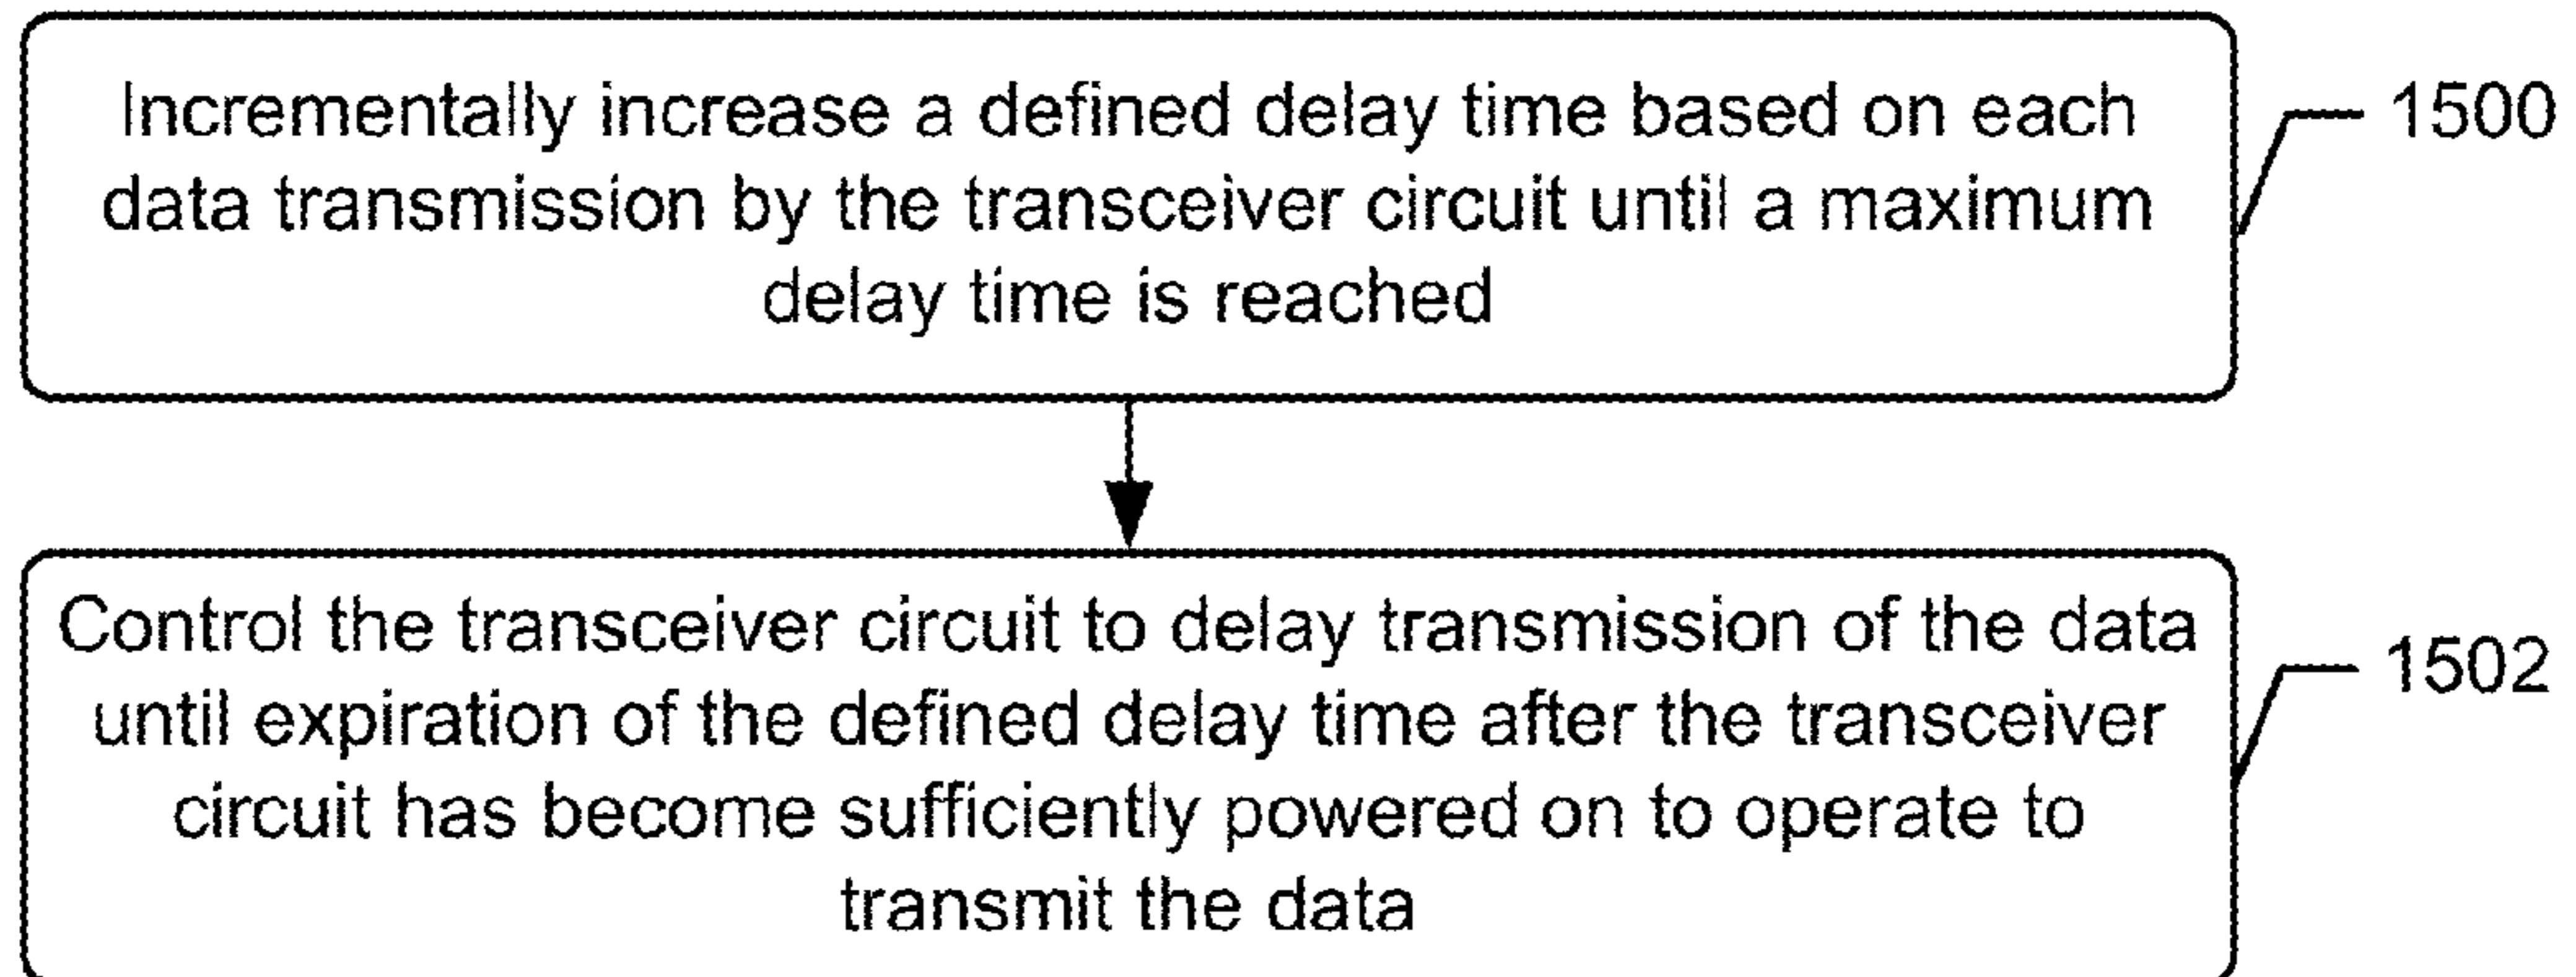 Incrementally increase a defined delay time based on each
data transmission by the transceiver circuit until a maximum
delay time is reached
1500
Control the transceiver circuit to delay transmission of the data
until expiration of the defined delay time after the transceiver
circuit has become sufficiently powered on to operate to
transmit the data
1502